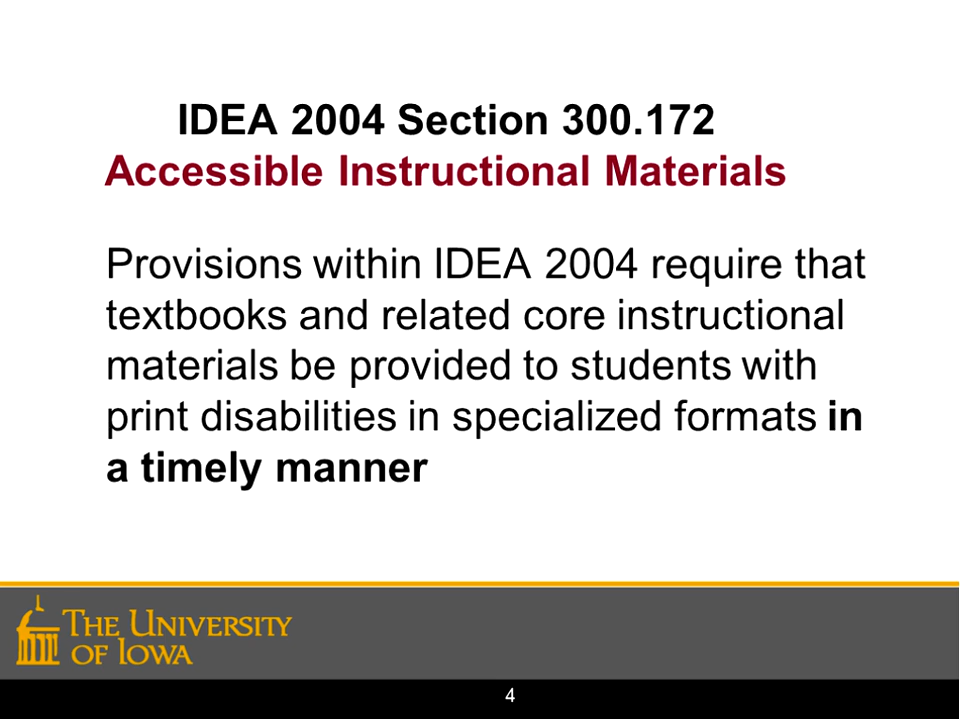 IDEA 2004 Section 300.172
Accessible Instructional Materials
Provisions within IDEA 2004 require that
textbooks and related core instructional
materials be provided to students with
print disabilities in specialized formats in
a timely manner
THE UNIVERSITY
OF IOWA
4